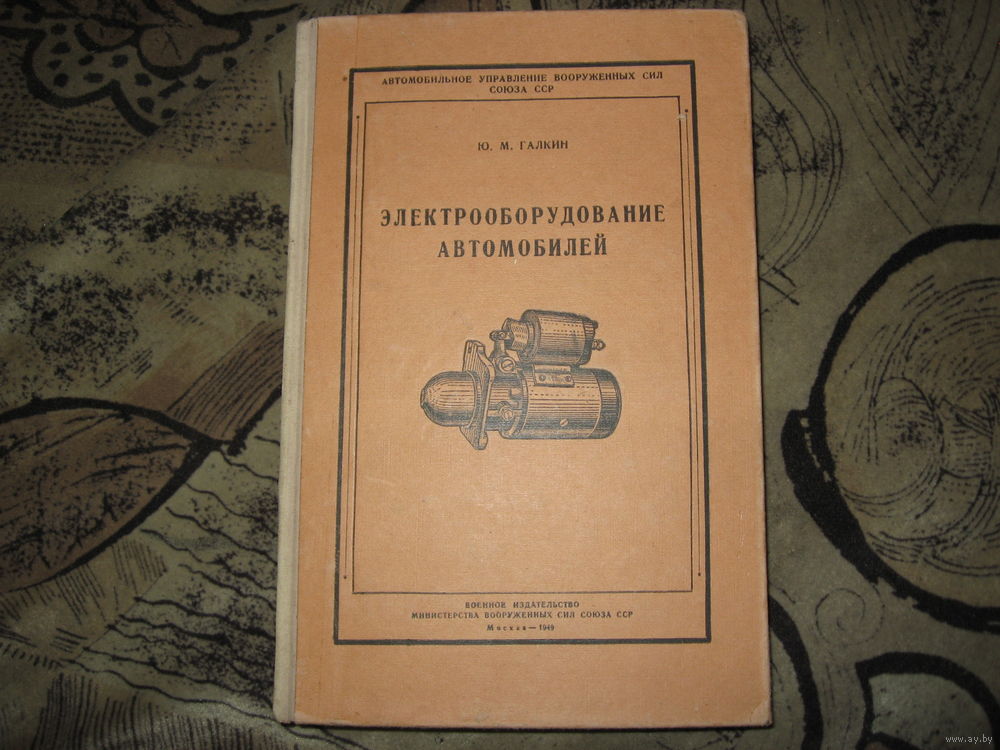 АВТОМОБИЛЬНОЕ УПРАВЛЕНИЕ ВООРУЖЕННЫХ СИЛ
СОЮЗА ССР
Ю. М. ГАЛКИН
ЭЛЕКТРООБОРУДОВАНИЕ
АВТОМОБИЛЕЙ
ВОЕННОЕ ИЗДАТЕЛЬСТВО
МИНИСТЕРСТВА ВООРУЖЕННЫХ СИЛ СОЮЗА ССР
Москва — 1949
www.ay.by